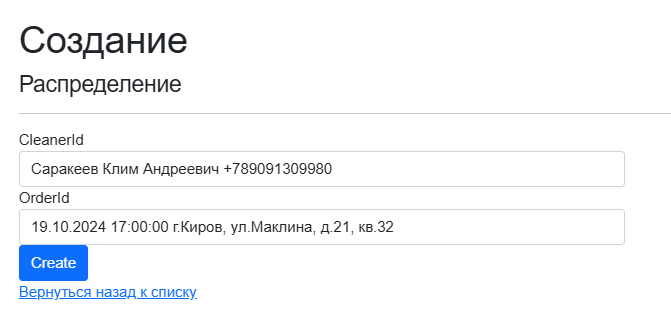 Создание
Распределение
CleanerId
Саракеев Клим Андреевич +789091309980
OrderId
19.10.2024 17:00:00 г.Киров, ул.Маклина, д.21, кв.32
Create
Вернуться назад к списку